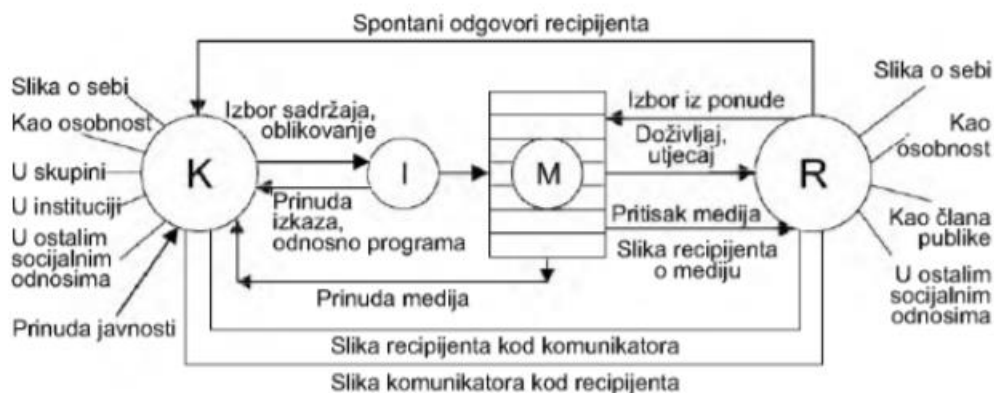 Spontani odgovori recipijenta
Slika o sebi
Kao osobnost
U skupini
U instituciji
U ostalim
socijalnim
odnosima
Prinuda javnosti
K
Izbor sadržaja,
oblikovanje
Prinuda
izkaza,
odnosno programa
I
M
Prinuda medija
Izbor iz ponude
Doživljaj,
utjecaj
Pritisak medija
Slika recipijenta
o mediju
R
Slika o sebi
Kao
osobnost
Kao člana
publike
U ostalim
socijalnim
odnosima
Slika recipijenta kod komunikatora
Slika komunikatora kod recipijenta